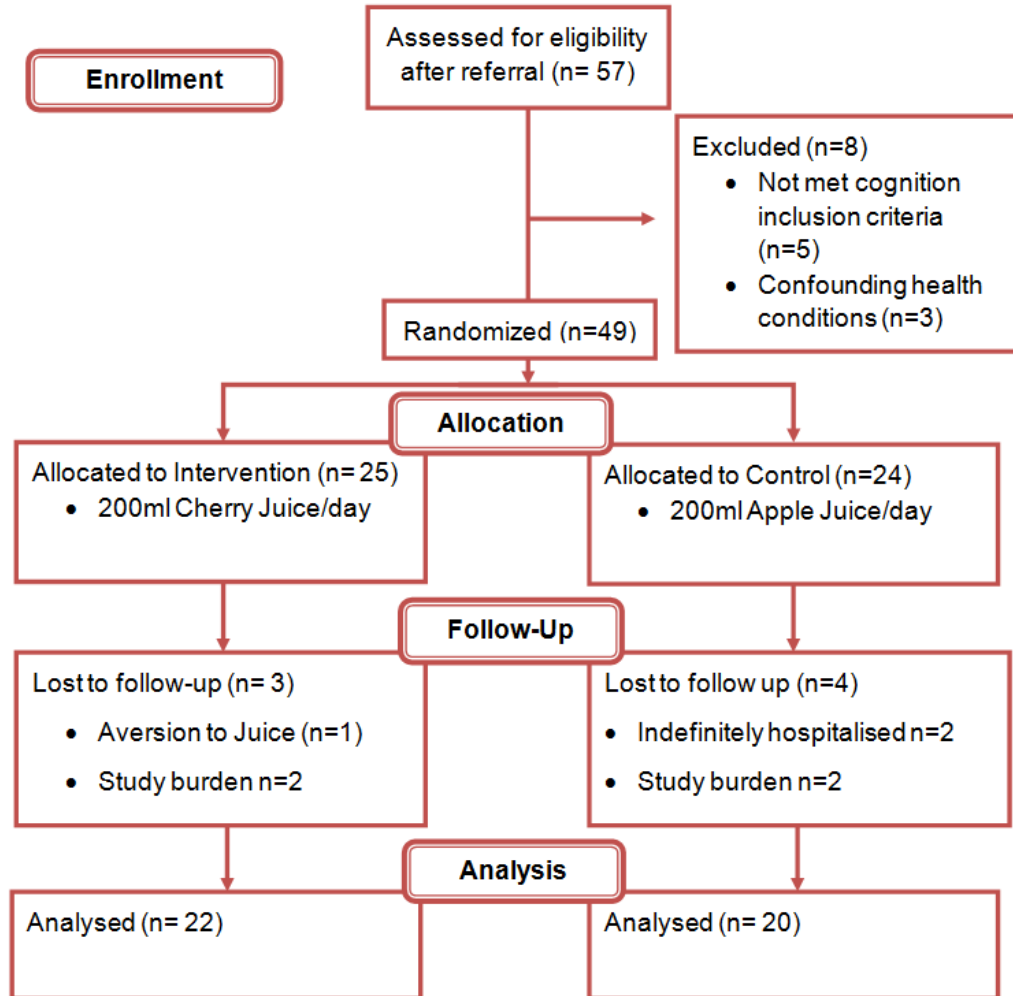 Assessed for eligibility
after referral (n= 57)
Enrollment
Excluded (n=8)
• Not met cognition
inclusion criteria
(n=5)
• Confounding health
conditions (n=3)
Randomized (n=49)
Allocation
Allocated to Intervention (n= 25)
• 200ml Cherry Juice/day
Allocated to Control (n=24)
• 200ml Apple Juice/day
Follow-Up
Lost to follow-up (n= 3)
• Aversion to Juice (n=1)
• Study burden n=2
Lost to follow up (n=4)
• Indefinitely hospitalised n=2
• Study burden n=2
Analysis
Analysed (n= 22)
Analysed (n= 20)